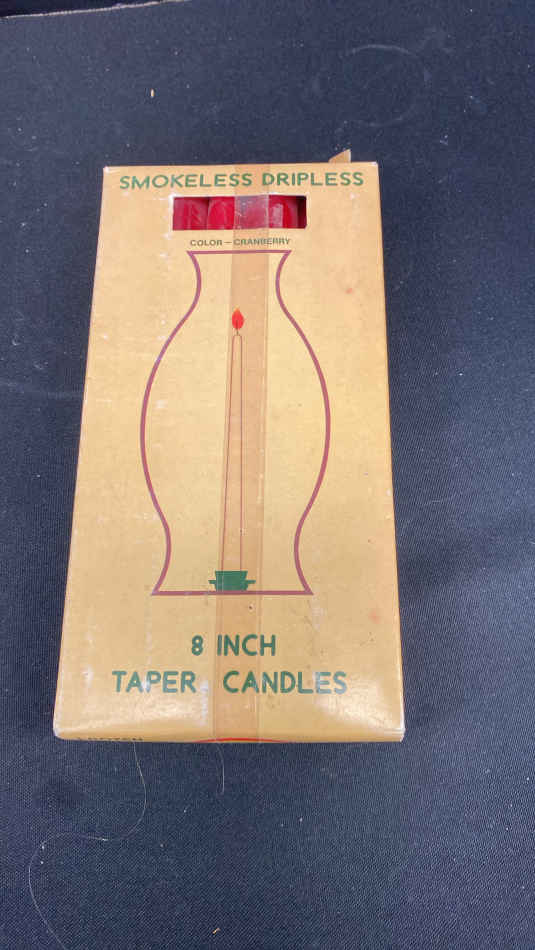 SMOKELESS DRIPLESS
COLOR – CRANBERRY
8 INCH
TAPER CANDLES